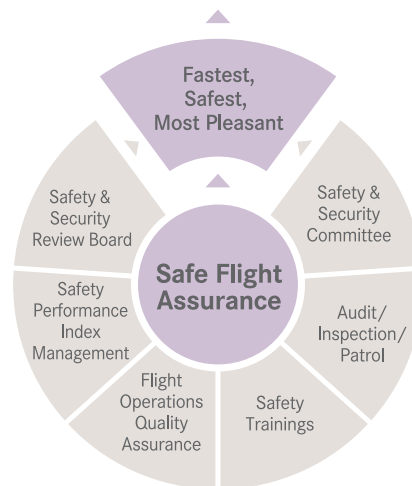 Fastest,
Safest,
Most Pleasant
Safety &
Security
Review Board
Safety &
Security
Committee
Safe Flight
Assurance
Safety
Performance
Index
Management
Audit/
Inspection/
Patrol
Flight
Operations
Quality
Assurance
Safety
Trainings